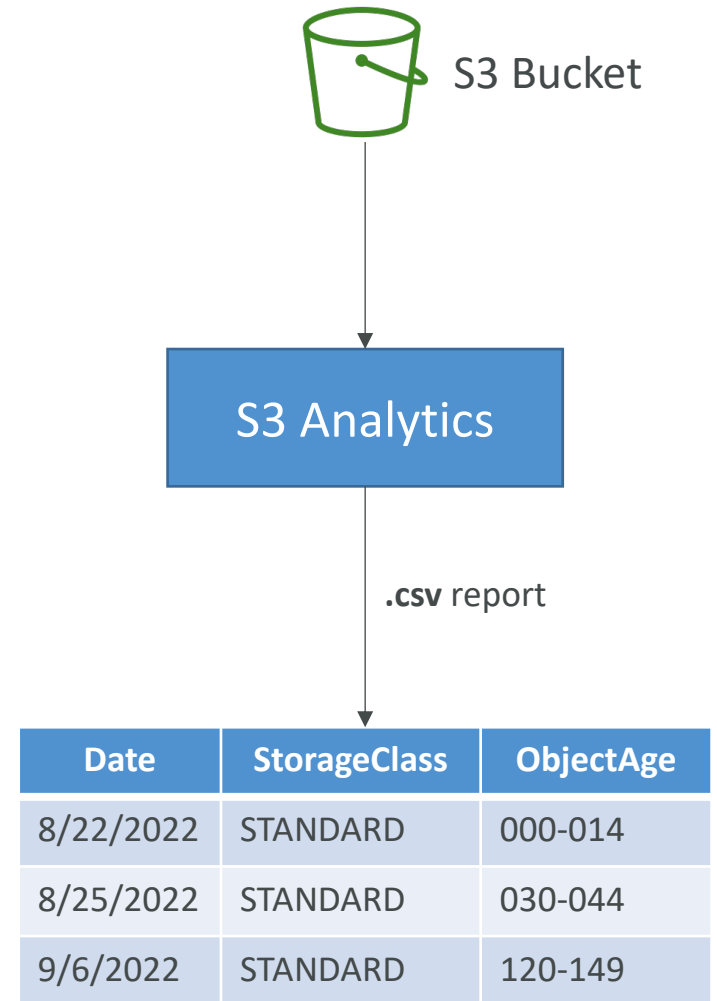 S3 Bucket
S3 Analytics
.csv report
Date StorageClass ObjectAge
8/22/2022 STANDARD 000-014
8/25/2022 STANDARD 030-044
9/6/2022 STANDARD 120-149